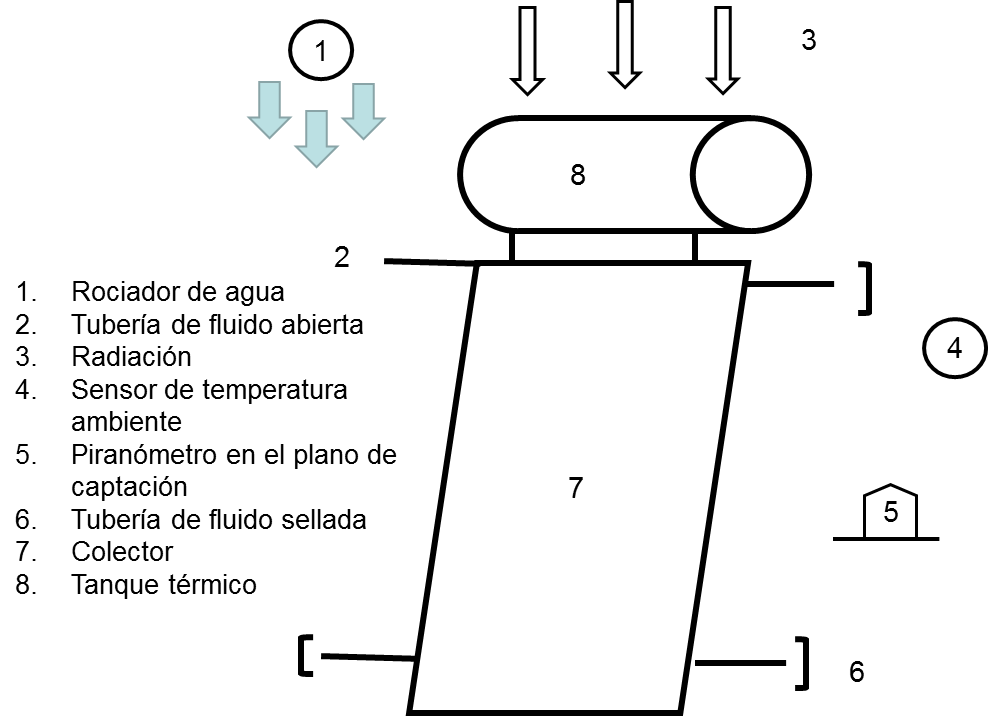 1
3
8
2
1. Rociador de agua
2. Tubería de fluido abierta
3. Radiación
4. Sensor de temperatura
ambiente
5. Piranómetro en el plano de
captación
6. Tubería de fluido sellada
7. Colector
8. Tanque térmico
4
7
5
6